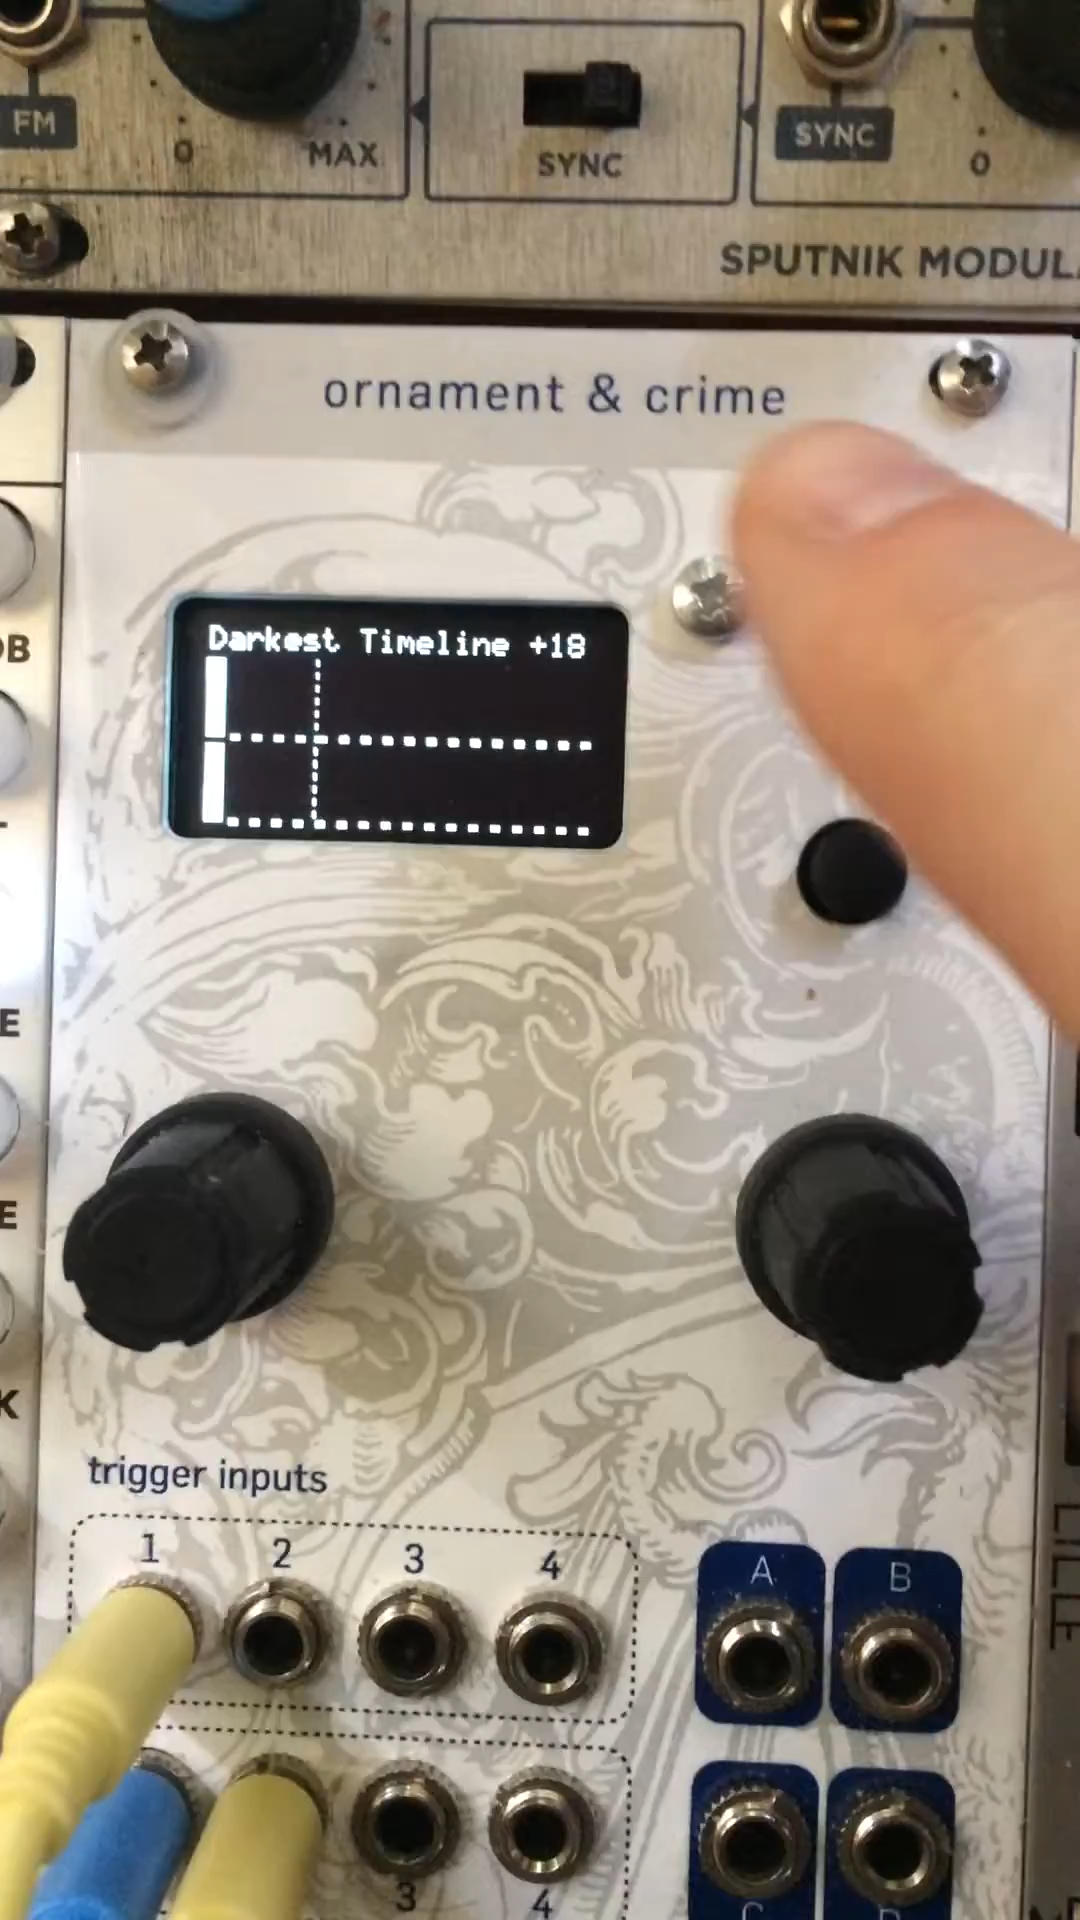 FM
0
MAX
SYNC
SYNC
0
SPUTNIK MODUL
ornament & crime
Darkest Timeline +18
OB
E
E
K
trigger inputs
1
2
3
4
A
B
3
4
C
D